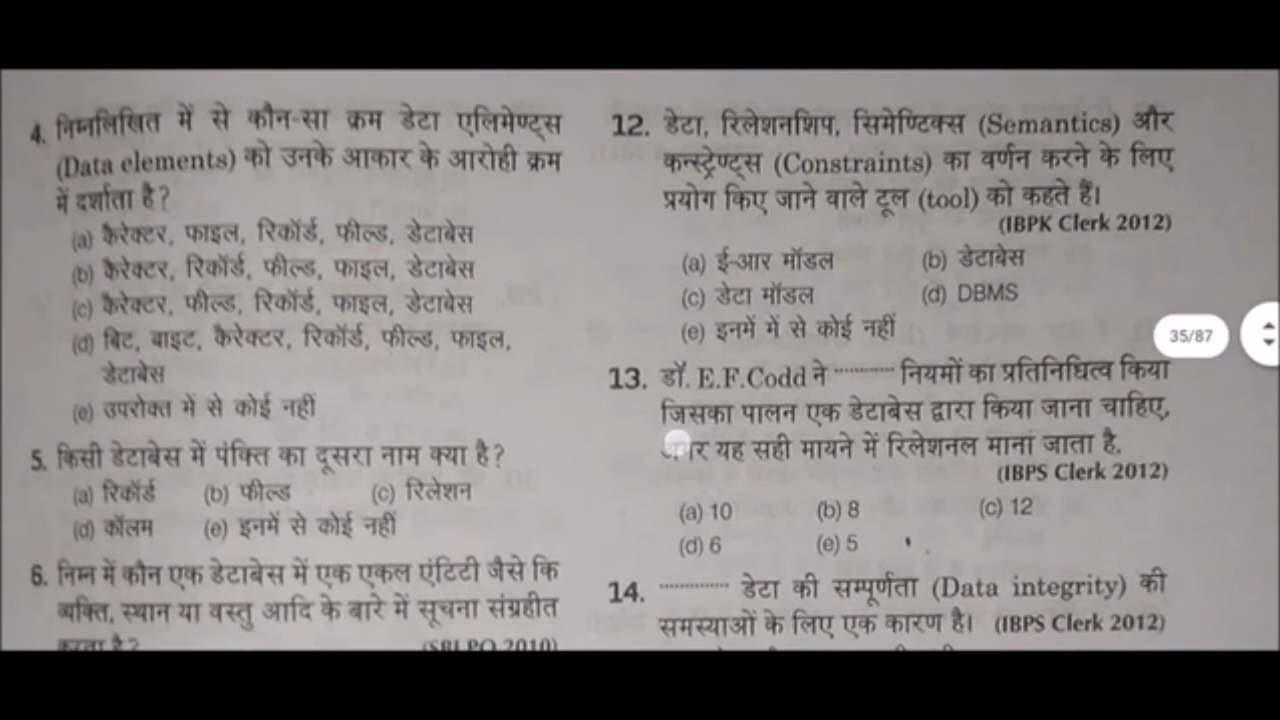 4. निम्नलिखित में से कौन-सा क्रम डेटा एलिमेण्ट्स
(Data elements) को उनके आकार के आरोही क्रम
में दर्शाता है?
(a) कैरेक्टर, फाइल, रिकॉर्ड, फील्ड, डेटाबेस
(b) कैरेक्टर, रिकॉर्ड, फील्ड, फाइल, डेटाबेस
(c) कैरेक्टर, फील्ड, रिकॉर्ड, फाइल, डेटाबेस
(d) बिट, बाइट, कैरेक्टर, रिकॉर्ड, फील्ड, फाइल,
डेटाबेस
(e) उपरोक्त में से कोई नहीं
5. किसी डेटाबेस में पंक्ति का दूसरा नाम क्या है?
(a) रिकॉर्ड (b) फील्ड (c) रिलेशन
(d) कॉलम (e) इनमें से कोई नहीं
6. निम्न में कौन एक डेटाबेस में एक एकल एंटिटी जैसे कि
व्यक्ति, स्थान या वस्तु आदि के बारे में सूचना संग्रहीत
करता है? (SBI PO 2010)
12. डेटा, रिलेशनशिप, सिमेण्टिक्स (Semantics) और
कन्स्ट्रेण्ट्स (Constraints) का वर्णन करने के लिए
प्रयोग किए जाने वाले टूल (tool) को कहते हैं।
(IBPK Clerk 2012)
(a) ई-आर मॉडल (b) डेटाबेस
(c) डेटा मॉडल (d) DBMS
(e) इनमें में से कोई नहीं
13. डॉ. E.F.Codd ने ........... नियमों का प्रतिनिधित्व किया
जिसका पालन एक डेटाबेस द्वारा किया जाना चाहिए,
यह सही मायने में रिलेशनल माना जाता है.
(IBPS Clerk 2012)
(a) 10 (b) 8 (c) 12
(d) 6 (e) 5
14. ............. डेटा की सम्पूर्णता (Data integrity) की
समस्याओं के लिए एक कारण है। (IBPS Clerk 2012)
35/87